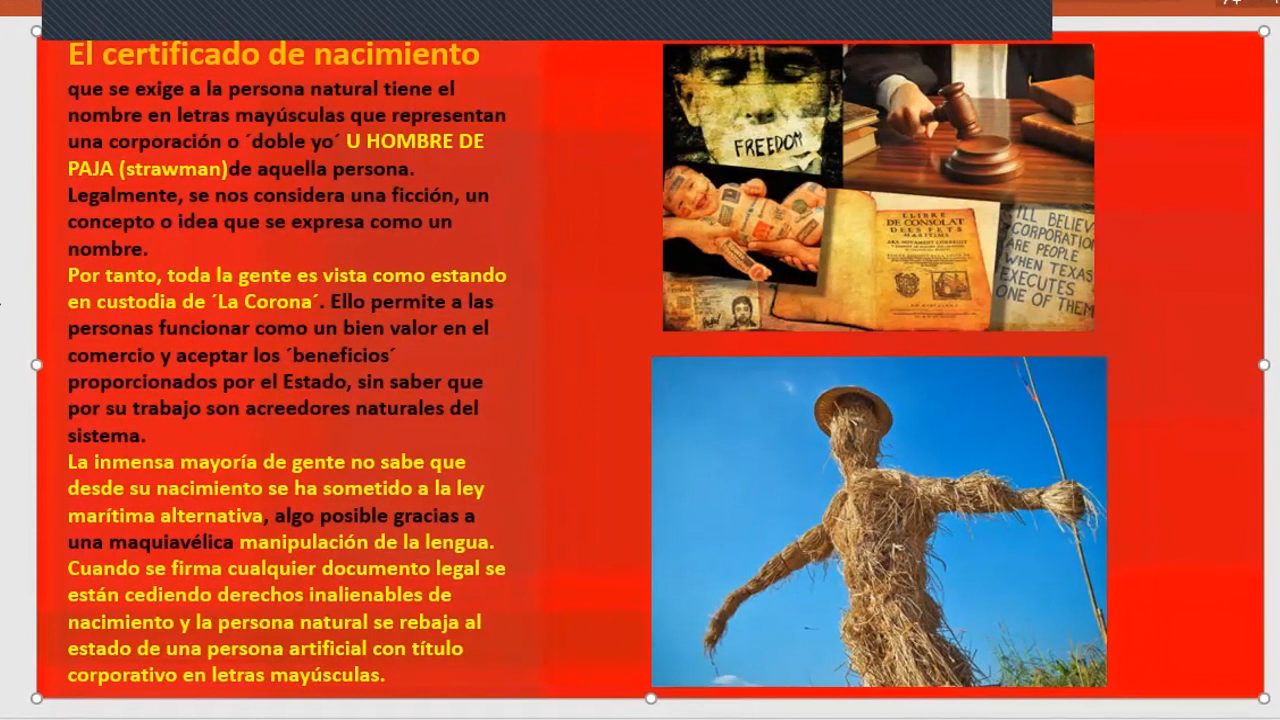 El certificado de nacimiento
que se exige a la persona natural tiene el
nombre en letras mayúsculas que representan
una corporación o ´doble yo´ U HOMBRE DE
PAJA (strawman)de aquella persona.
Legalmente, se nos considera una ficción, un
concepto o idea que se expresa como un
nombre.
Por tanto, toda la gente es vista como estando
en custodia de ´La Corona´. Ello permite a las
personas funcionar como un bien valor en el
comercio y aceptar los ´beneficios´
proporcionados por el Estado, sin saber que
por su trabajo son acreedores naturales del
sistema.
La inmensa mayoría de gente no sabe que
desde su nacimiento se ha sometido a la ley
marítima alternativa, algo posible gracias a
una maquiavélica manipulación de la lengua.
Cuando se firma cualquier documento legal se
están cediendo derechos inalienables de
nacimiento y la persona natural se rebaja al
estado de una persona artificial con título
corporativo en letras mayúsculas.
FREEDOM
LLIBRE
DE CONSOLAT
DELS FETS
MARITIMS
I'LL BELIEVE
CORPORATION
ARE PEOPLE
WHEN TEXAS
EXECUTES
ONE OF THEM